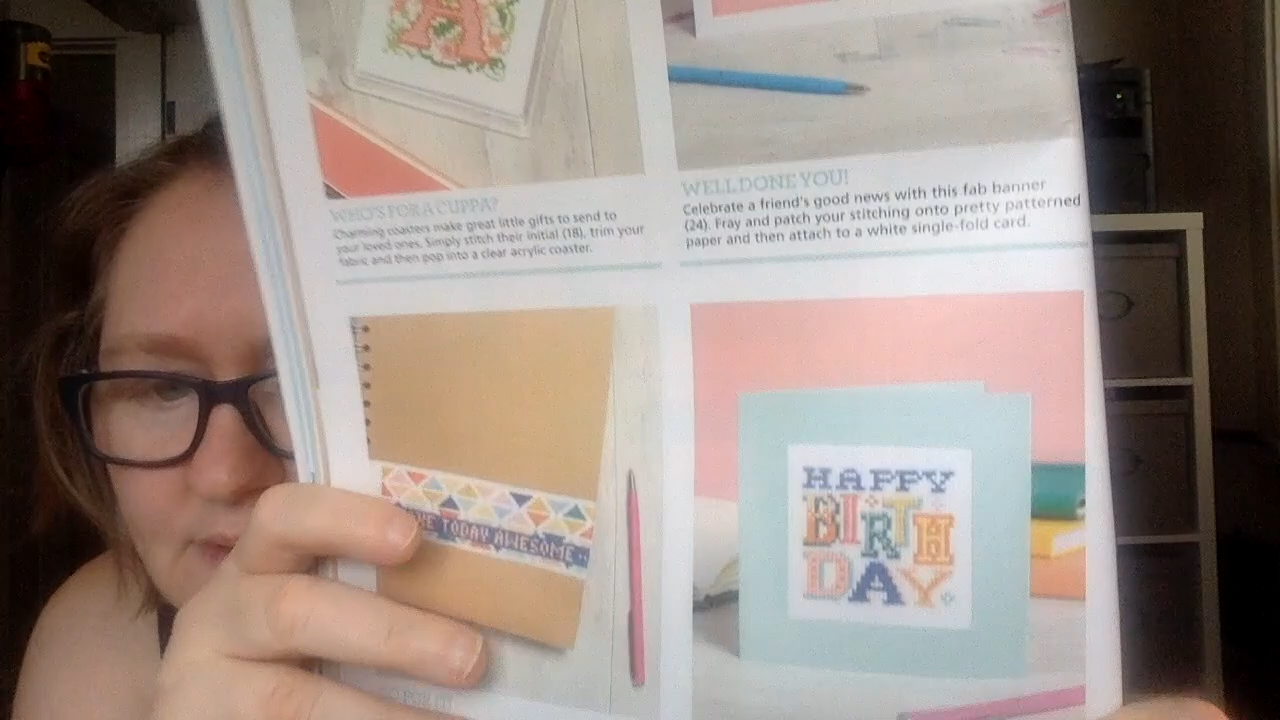 WHO'S FOR A CUPPA?
Charming coasters make great little gifts to send to
your loved ones. Simply stitch their initial (18), trim your
fabric and then pop into a clear acrylic coaster.
WELL DONE YOU!
Celebrate a friend's good news with this fab banner
(24). Fray and patch your stitching onto pretty patterned
paper and then attach to a white single-fold card.
TODAY AWESOME
HAPPY
BIRTH
DAY